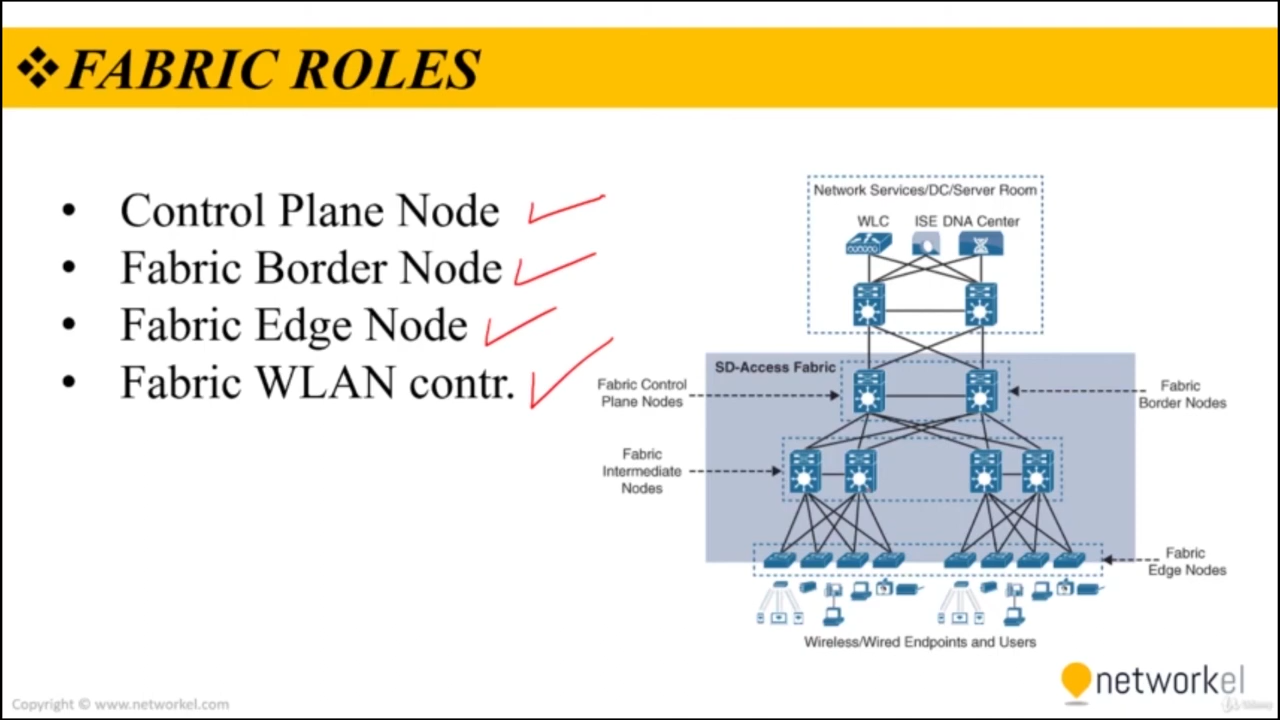 ❖FABRIC ROLES
• Control Plane Node
• Fabric Border Node
• Fabric Edge Node
• Fabric WLAN contr.
Network Services/DC/Server Room
WLC ISE DNA Center
SD-Access Fabric
Fabric Control
Plane Nodes
Fabric
Border Nodes
Fabric
Intermediate
Nodes
Fabric
Edge Nodes
Wireless/Wired Endpoints and Users
networkel
Copyright © www.networkel.com